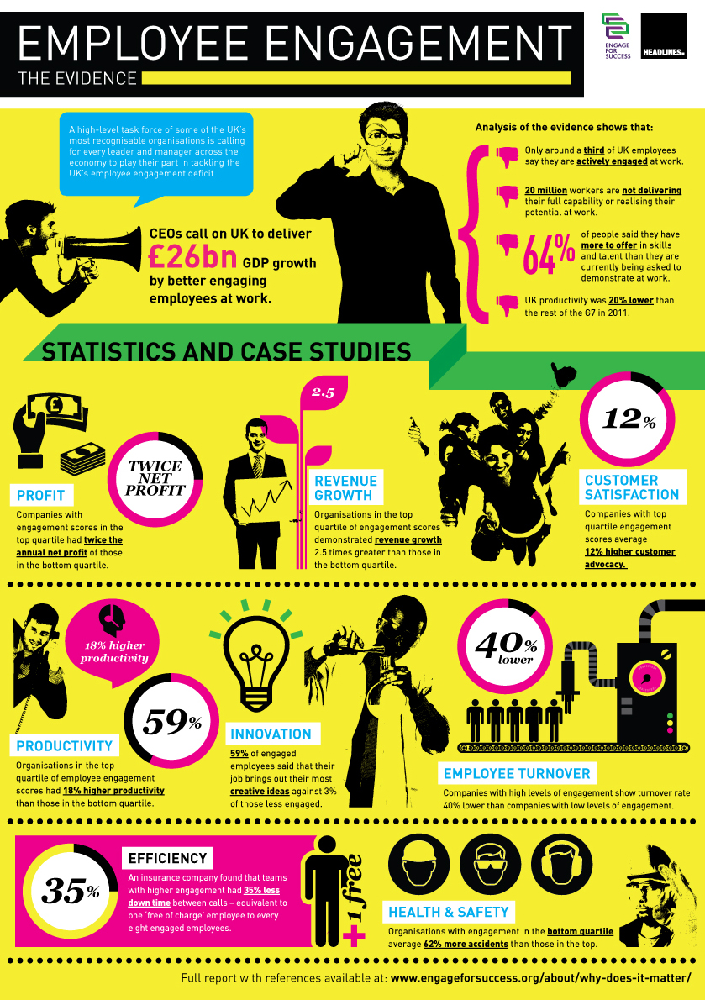 EMPLOYEE ENGAGEMENT
THE EVIDENCE
ENGAGE
FOR
SUCCESS
HEADLINES.
A high-level task force of some of the UK's
most recognisable organisations is calling
for every leader and manager across the
economy to play their part in tackling the
UK's employee engagement deficit.
CEOs call on UK to deliver
£26bn GDP growth
by better engaging
employees at work.
Analysis of the evidence shows that:
Only around a third of UK employees
say they are actively engaged at work.
20 million workers are not delivering
their full capability or realising their
potential at work.
64%
of people said they have
more to offer in skills
and talent than they are
currently being asked to
demonstrate at work.
UK productivity was 20% lower than
the rest of the G7 in 2011.
STATISTICS AND CASE STUDIES
£
TWICE
NET
PROFIT
PROFIT
Companies with
engagement scores in the
top quartile had twice the
annual net profit of those
in the bottom quartile.
2.5
REVENUE
GROWTH
Organisations in the top
quartile of engagement scores
demonstrated revenue growth
2.5 times greater than those in
the bottom quartile.
12%
CUSTOMER
SATISFACTION
Companies with top
quartile engagement
scores average
12% higher customer
advocacy.
18% higher
productivity
59%
PRODUCTIVITY
Organisations in the top
quartile of employee engagement
scores had 18% higher productivity
than those in the bottom quartile.
INNOVATION
59% of engaged
employees said that their
job brings out their most
creative ideas against 3%
of those less engaged.
40%
lower
EMPLOYEE TURNOVER
Companies with high levels of engagement show turnover rate
40% lower than companies with low levels of engagement.
35%
EFFICIENCY
An insurance company found that teams
with higher engagement had 35% less
down time between calls – equivalent to
one 'free of charge' employee to every
eight engaged employees.
+1 free
HEALTH & SAFETY
Organisations with engagement in the bottom quartile
average 62% more accidents than those in the top.
Full report with references available at: www.engageforsuccess.org/about/why-does-it-matter/